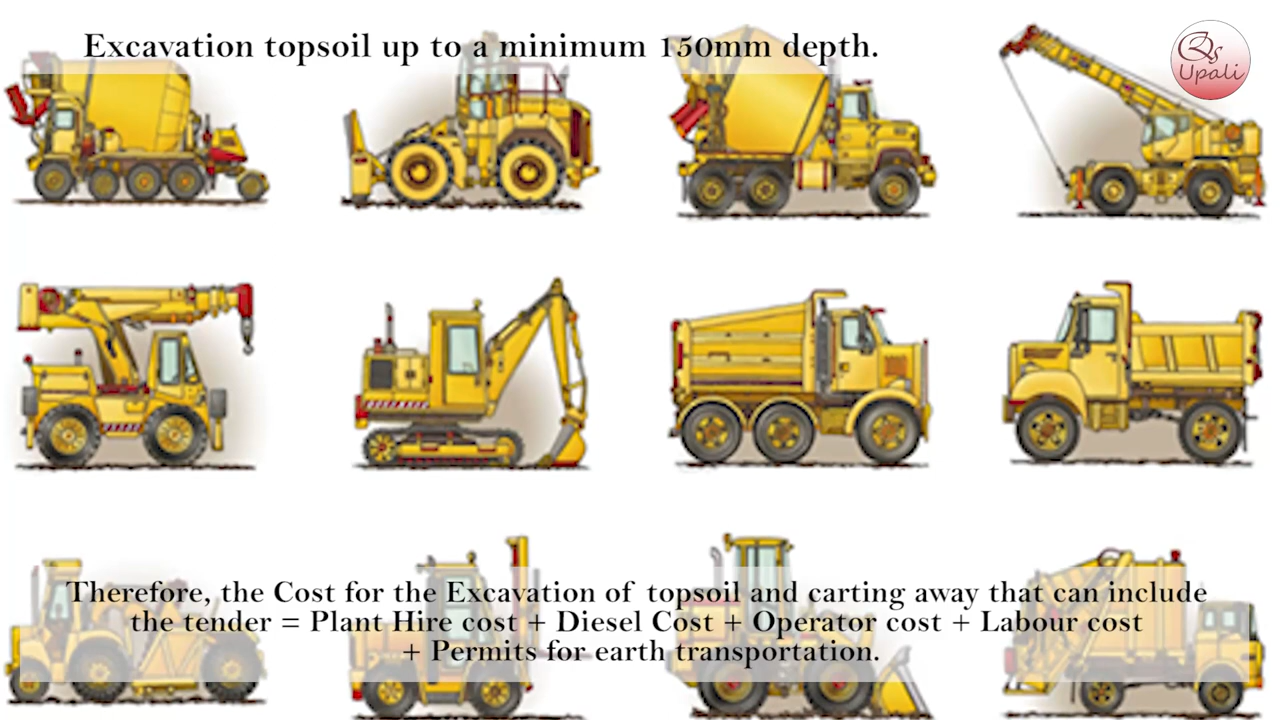 Excavation topsoil up to a minimum 150mm depth.
Qs
Upali
Therefore, the Cost for the Excavation of topsoil and carting away that can include
the tender = Plant Hire cost + Diesel Cost + Operator cost + Labour cost
+ Permits for earth transportation.